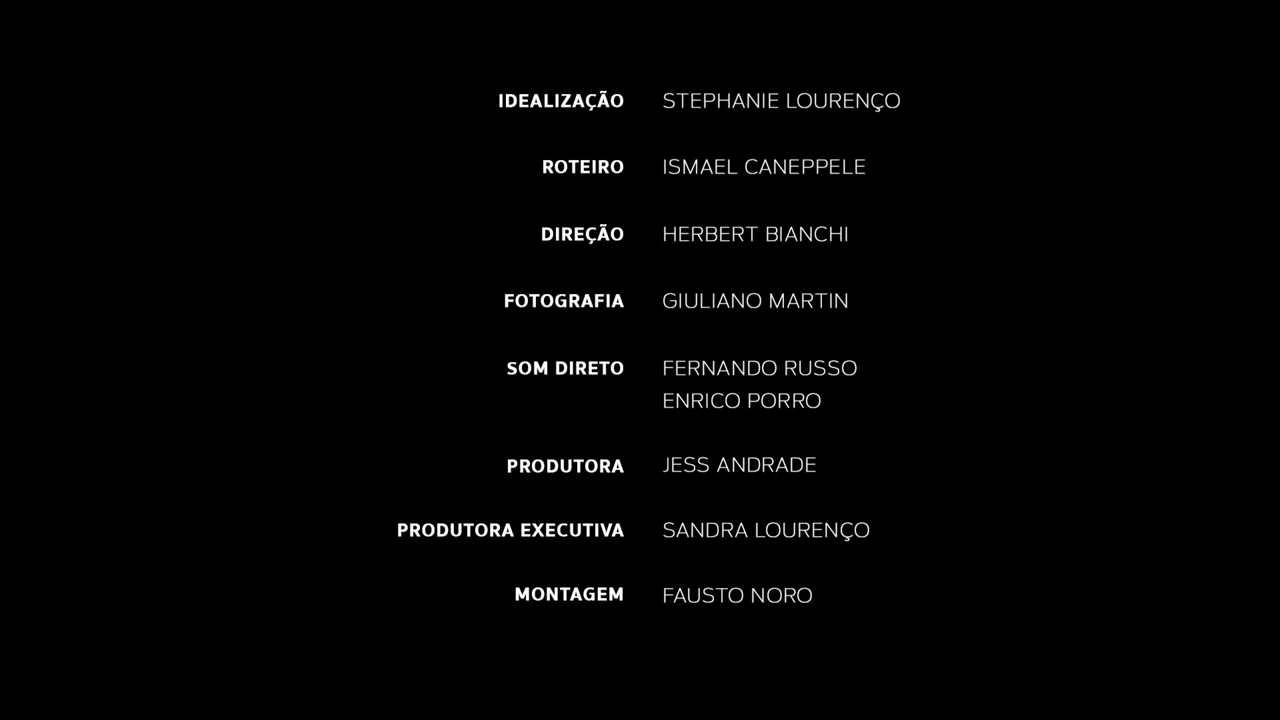 IDEALIZAÇÃO STEPHANIE LOURENÇO
ROTEIRO ISMAEL CANEPPELE
DIREÇÃO HERBERT BIANCHI
FOTOGRAFIA GIULIANO MARTIN
SOM DIRETO FERNANDO RUSSO
ENRICO PORRO
PRODUTORA JESS ANDRADE
PRODUTORA EXECUTIVA SANDRA LOURENÇO
MONTAGEM FAUSTO NORO